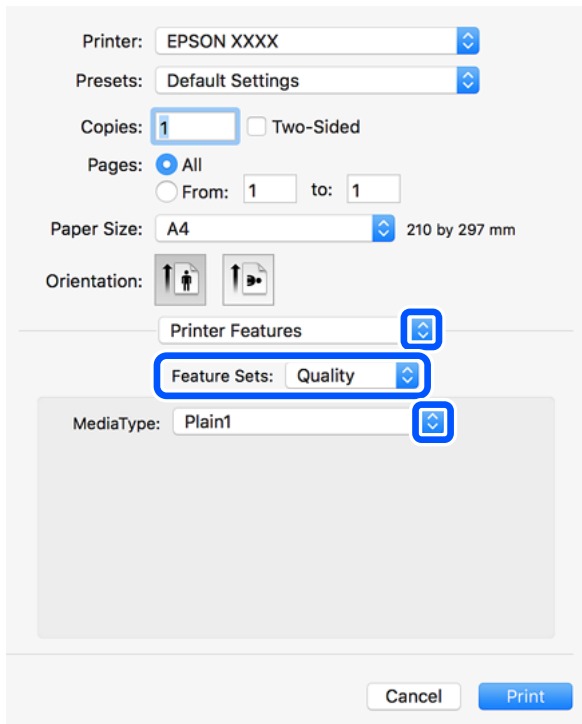 Printer: EPSON XXXX
Presets: Default Settings
Copies: 1 Two-Sided
Pages: All
From: 1 to: 1
Paper Size: A4 210 by 297 mm
Orientation:
Printer Features
Feature Sets: Quality
MediaType: Plain1
Cancel Print